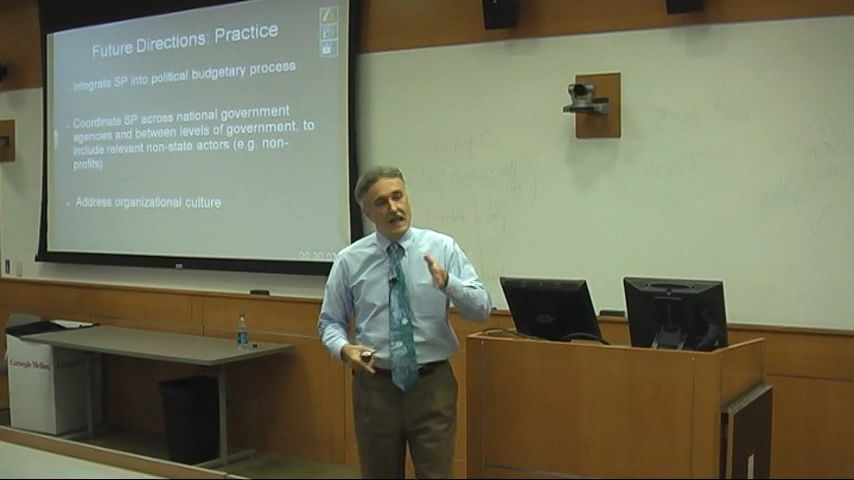 Future Directions: Practice
Integrate SP into political budgetary process
Coordinate SP across national government
agencies and between levels of government, to
include relevant non-state actors (e.g. non-
profits)
Address organizational culture
Carnegie Mellon